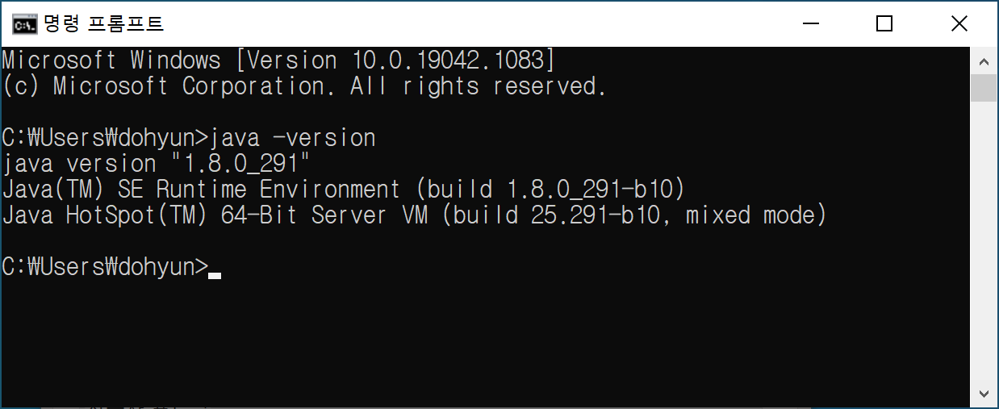 명령 프롬프트
Microsoft Windows [Version 10.0.19042.1083]
(c) Microsoft Corporation. All rights reserved.
C:₩Users₩dohyun>java -version
java version "1.8.0_291"
Java(TM) SE Runtime Environment (build 1.8.0_291-b10)
Java HotSpot(TM) 64-Bit Server VM (build 25.291-b10, mixed mode)
C:₩Users₩dohyun>